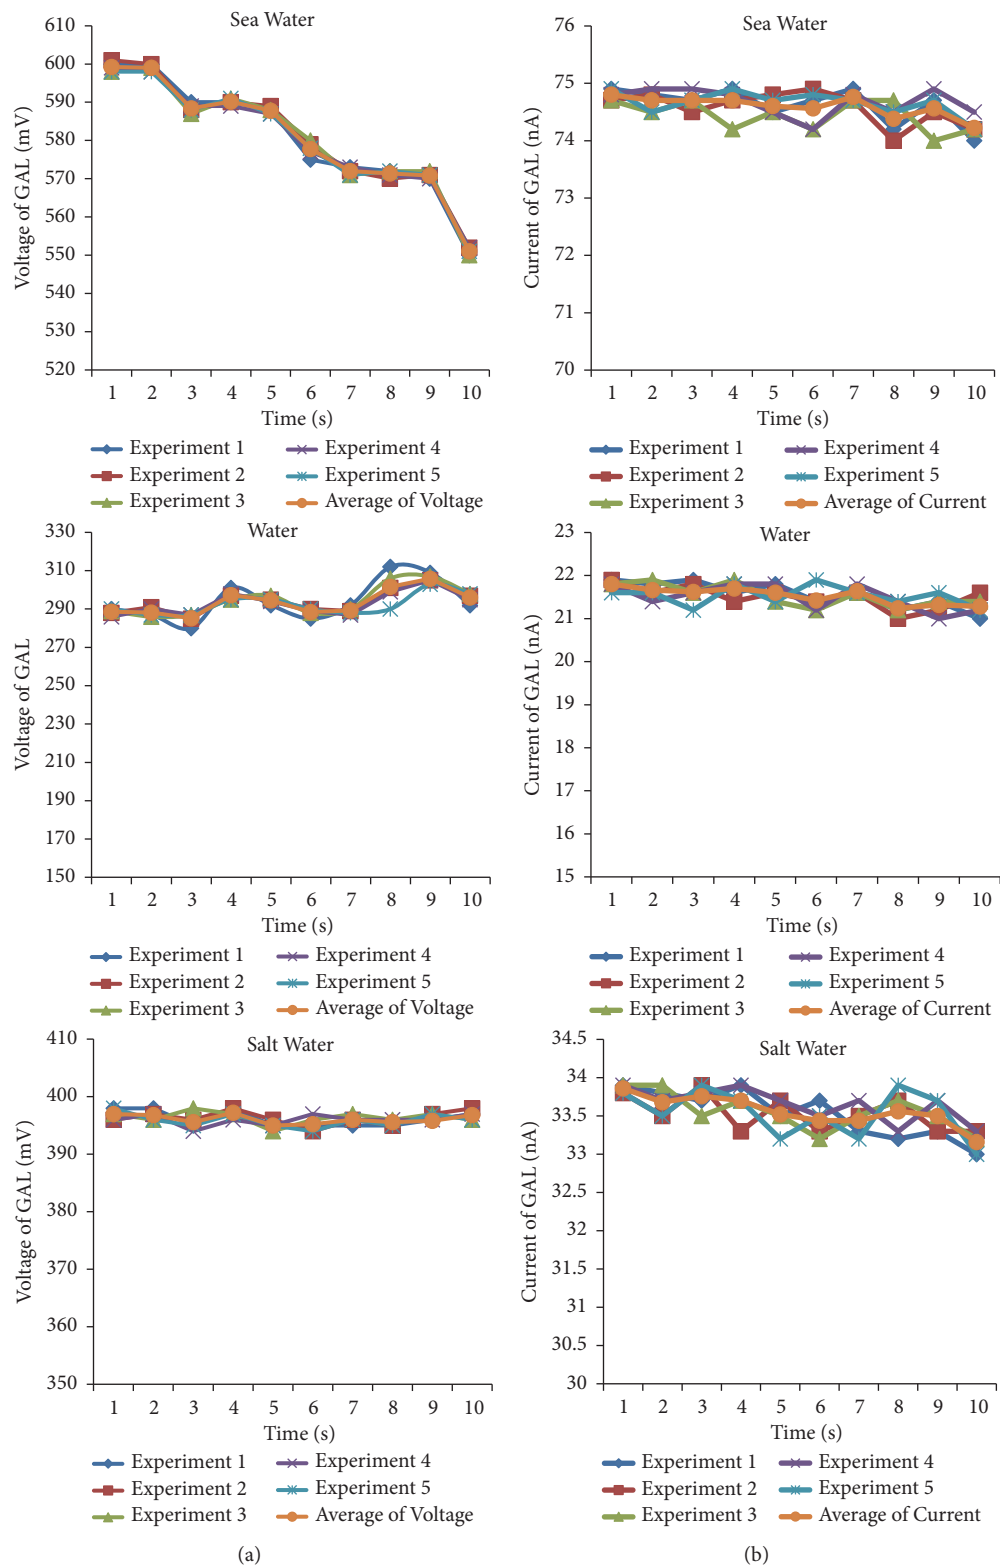 Sea Water
610
600
590
580
570
560
550
540
530
520
Voltage of GAL (mV)
1 2 3 4 5 6 7 8 9 10
Time (s)
Experiment 1 Experiment 4
Experiment 2 Experiment 5
Experiment 3 Average of Voltage
Sea Water
76
75
74
73
72
71
70
Current of GAL (nA)
1 2 3 4 5 6 7 8 9 10
Time (s)
Experiment 1 Experiment 4
Experiment 2 Experiment 5
Experiment 3 Average of Current
Water
330
310
290
270
250
230
210
190
170
150
Voltage of GAL
1 2 3 4 5 6 7 8 9 10
Time (s)
Experiment 1 Experiment 4
Experiment 2 Experiment 5
Experiment 3 Average of Voltage
Water
23
22
21
20
19
18
17
16
15
Current of GAL (nA)
1 2 3 4 5 6 7 8 9 10
Time (s)
Experiment 1 Experiment 4
Experiment 2 Experiment 5
Experiment 3 Average of Current
Salt Water
410
400
390
380
370
360
350
Voltage of GAL (mV)
1 2 3 4 5 6 7 8 9 10
Time (s)
Experiment 1 Experiment 4
Experiment 2 Experiment 5
Experiment 3 Average of Voltage
(a)
Salt Water
34.5
34
33.5
33
32.5
32
31.5
31
30.5
30
Current of GAL (nA)
1 2 3 4 5 6 7 8 9 10
Time (s)
Experiment 1 Experiment 4
Experiment 2 Experiment 5
Experiment 3 Average of Current
(b)